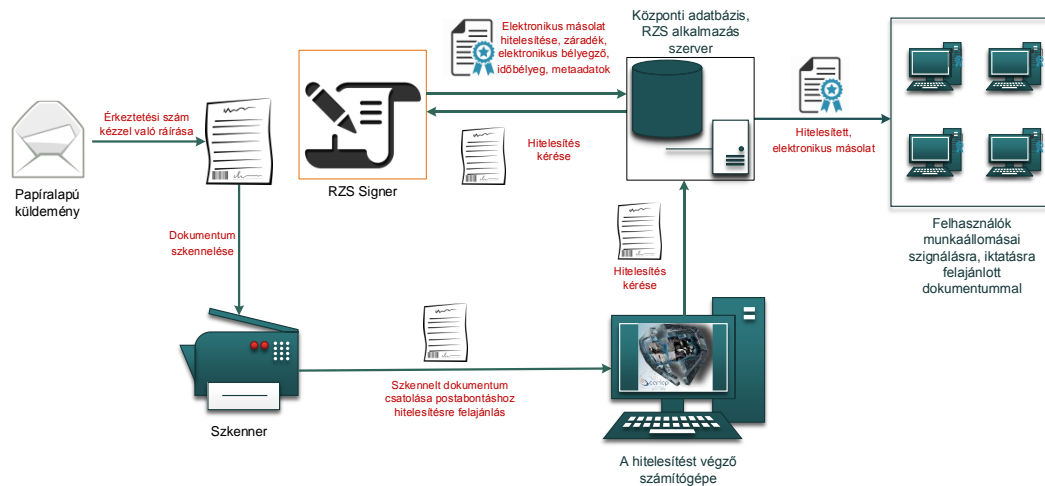 Elektronikus másolat
hitelesítése, záradék,
elektronikus bélyegző,
időbélyeg, metaadatok
Központi adatbázis,
RZS alkalmazás
szerver
Érkeztetési szám
kézzel való ráírása
Hitelesítés
kérése
Hitelesített,
elektronikus másolat
Papíralapú
küldemény
RZS Signer
Dokumentum
szkennelése
Hitelesítés
kérése
Felhasználók
munkaállomásai
szignálásra, iktatásra
felajánlott
dokumentummal
Szkennelt dokumentum
csatolása postabontáshoz
hitelesítésre felajánlás
Szkenner
A hitelesítést végző
számítógépe